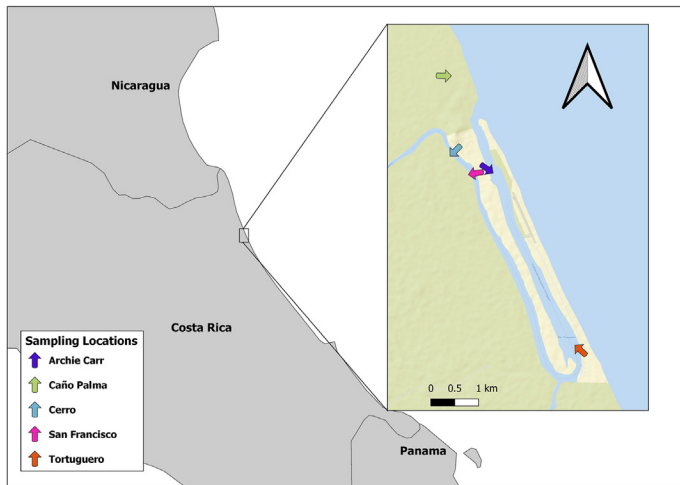 Nicaragua
Costa Rica
Panama
Sampling Locations
Archie Carr
Caño Palma
Cerro
San Francisco
Tortuguero
0 0.5 1 km